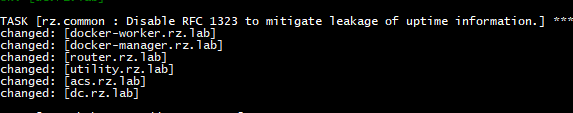 TASK [rz.common : Disable RFC 1323 to mitigate leakage of uptime information.] ***
changed: [docker-worker.rz.lab]
changed: [docker-manager.rz.lab]
changed: [router.rz.lab]
changed: [utility.rz.lab]
changed: [acs.rz.lab]
changed: [dc.rz.lab]